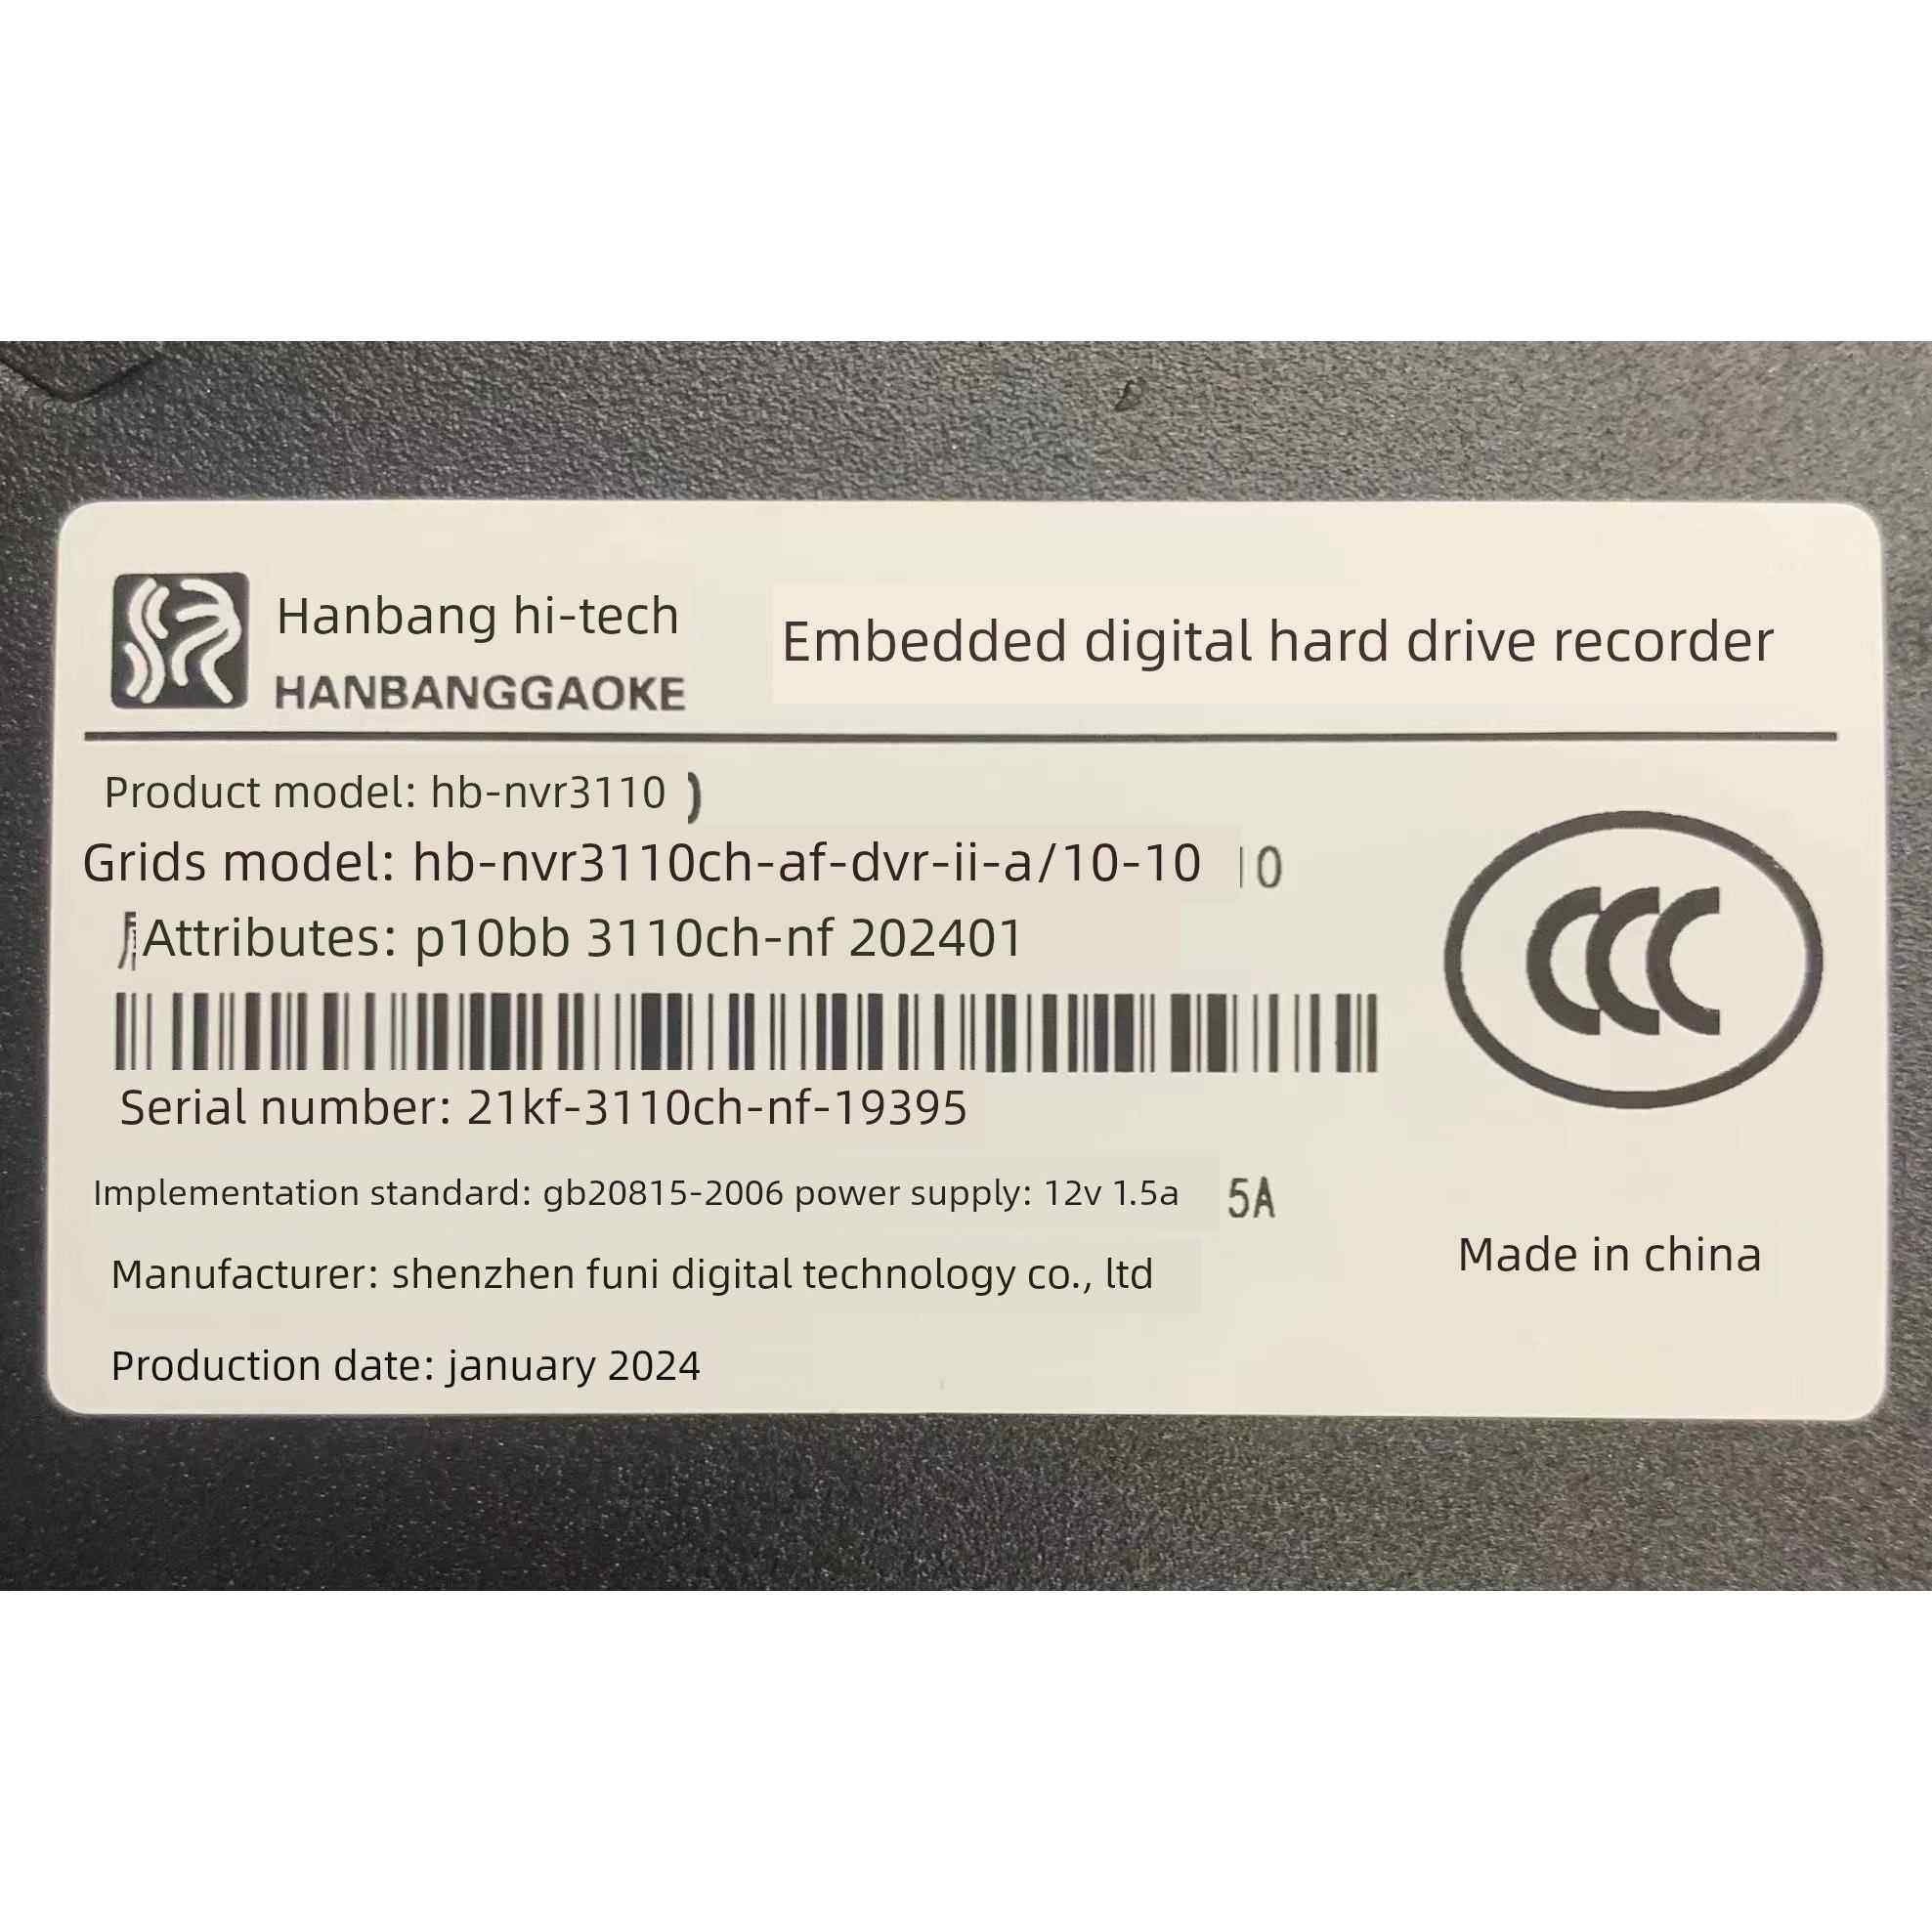 Hanbang hi-tech
HANBANGGAOKE
Embedded digital hard drive recorder
Product model: hb-nvr3110 )
Grids model: hb-nvr3110ch-af-dvr-ii-a/10-10 10
Attributes: p10bb 3110ch-nf 202401
Serial number: 21kf-3110ch-nf-19395
Implementation standard: gb20815-2006 power supply: 12v 1.5a 5A
Manufacturer: shenzhen funi digital technology co., ltd
Production date: january 2024
CCC
Made in china